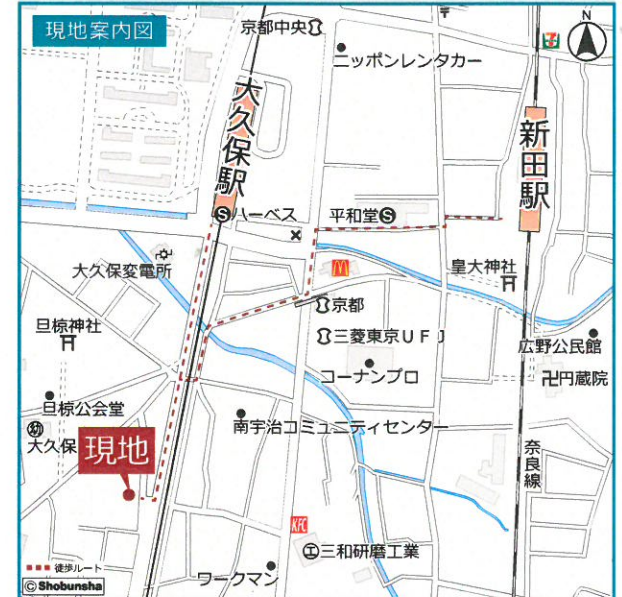 現地案内図
N
京都中央
ニッポンレンタカー
大久保駅
新田駅
ハーベス
平和堂
大久保変電所
皇大神社
京都
三菱東京UFJ
旦椋神社
広野公民館
コーナンプロ
円蔵院
旦椋公会堂
幼
大久保
南宇治コミュニティセンター
現地
奈良線
KFC
工
三和研磨工業
ワークマン
徒歩ルート
© Shobunsha